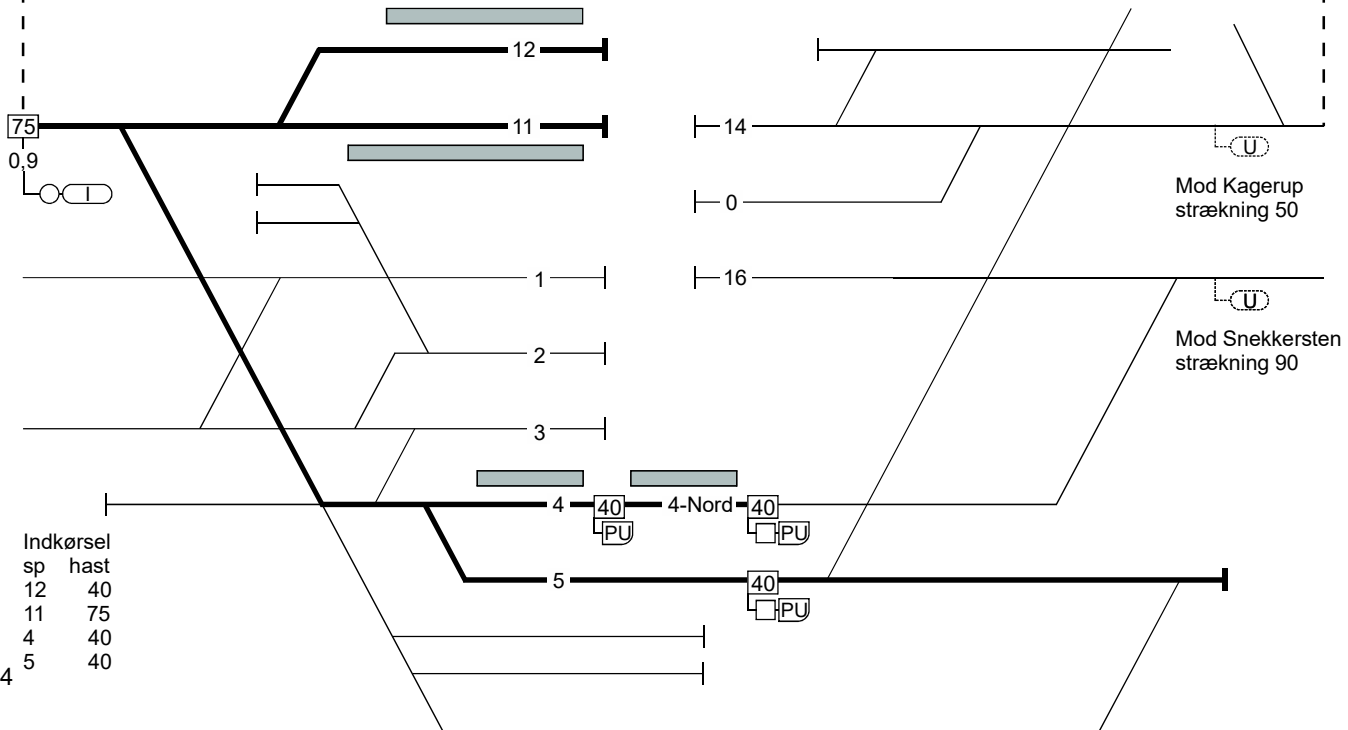 12
75
11
14
0,9
I
U
Mod Kagerup
strækning 50
0
1
16
U
Mod Snekkersten
strækning 90
2
3
4
40
4-Nord
40
PU
PU
Indkørsel
sp hast
12 40
11 75
4 40
5 40
5
40
PU
4